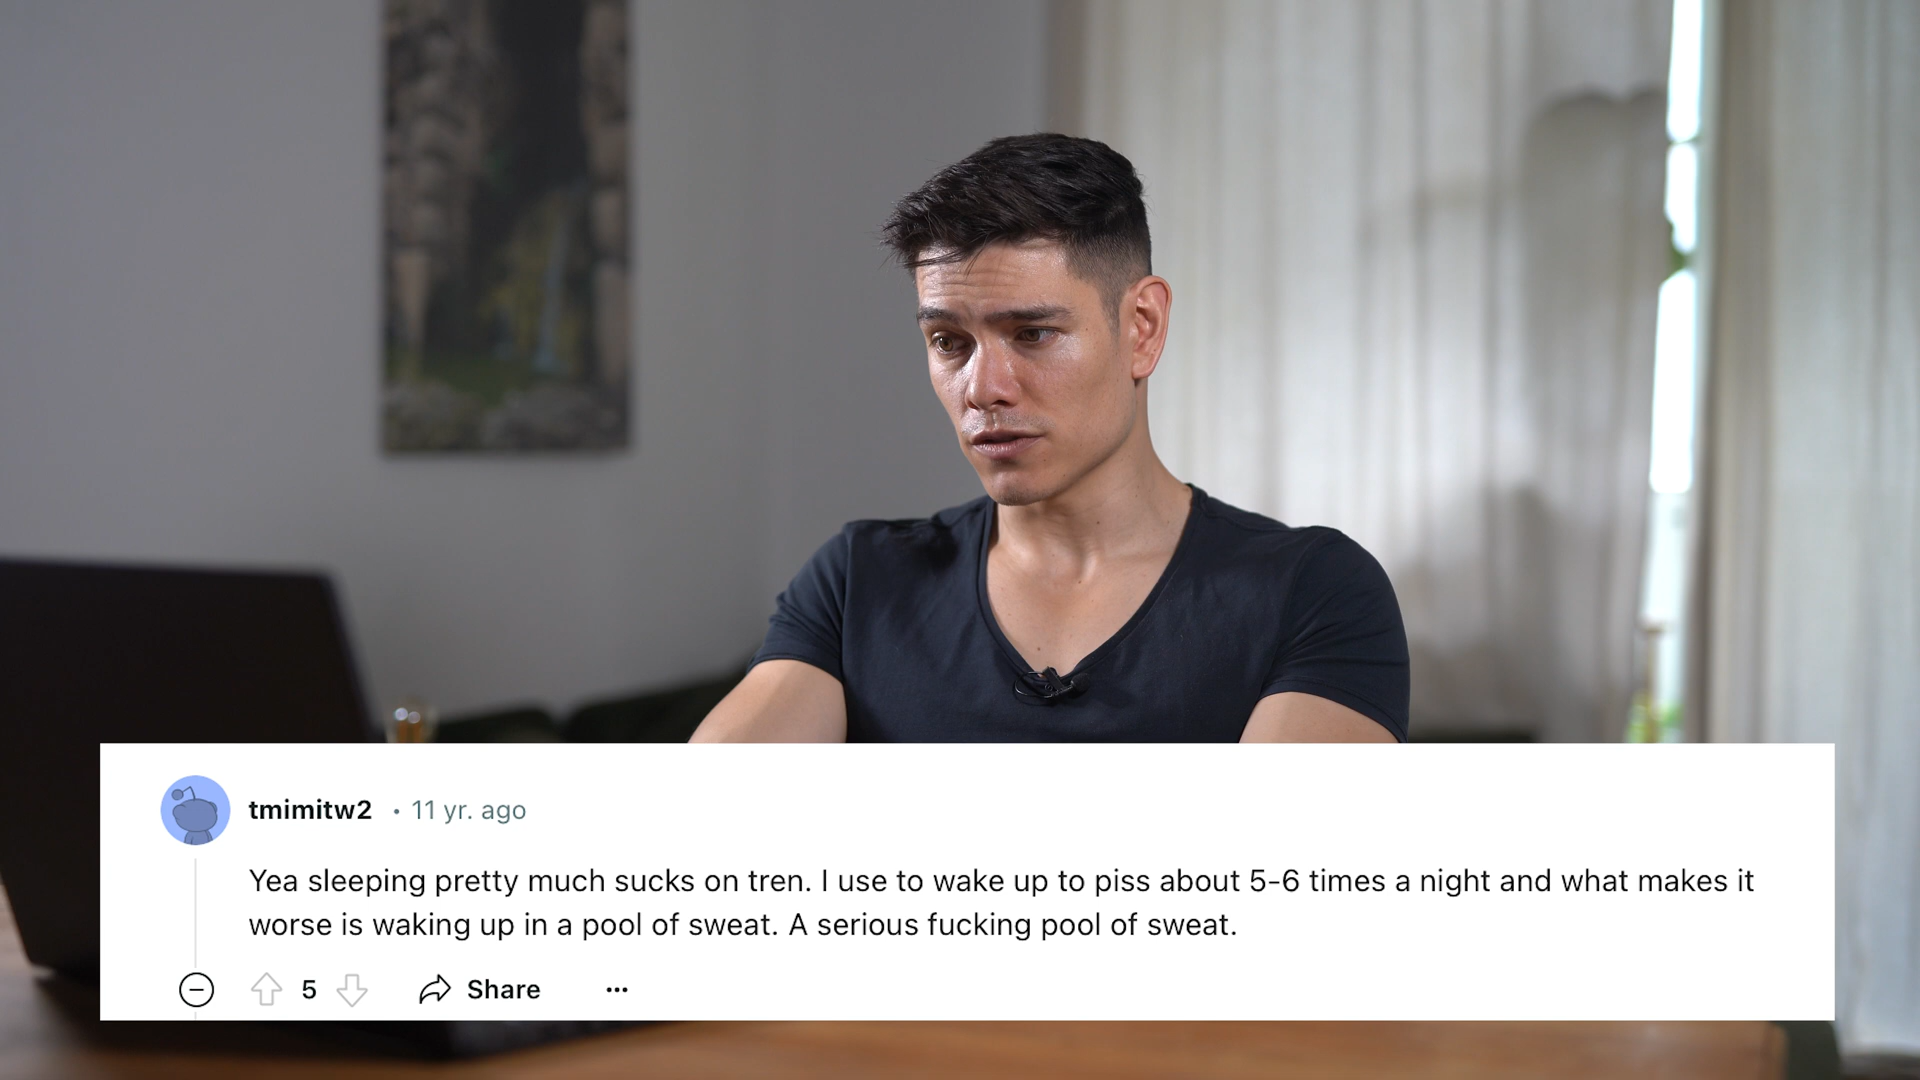 tmimitw2 • 11 yr. ago
Yea sleeping pretty much sucks on tren. I use to wake up to piss about 5-6 times a night and what makes it
worse is waking up in a pool of sweat. A serious fucking pool of sweat.
5 Share ...